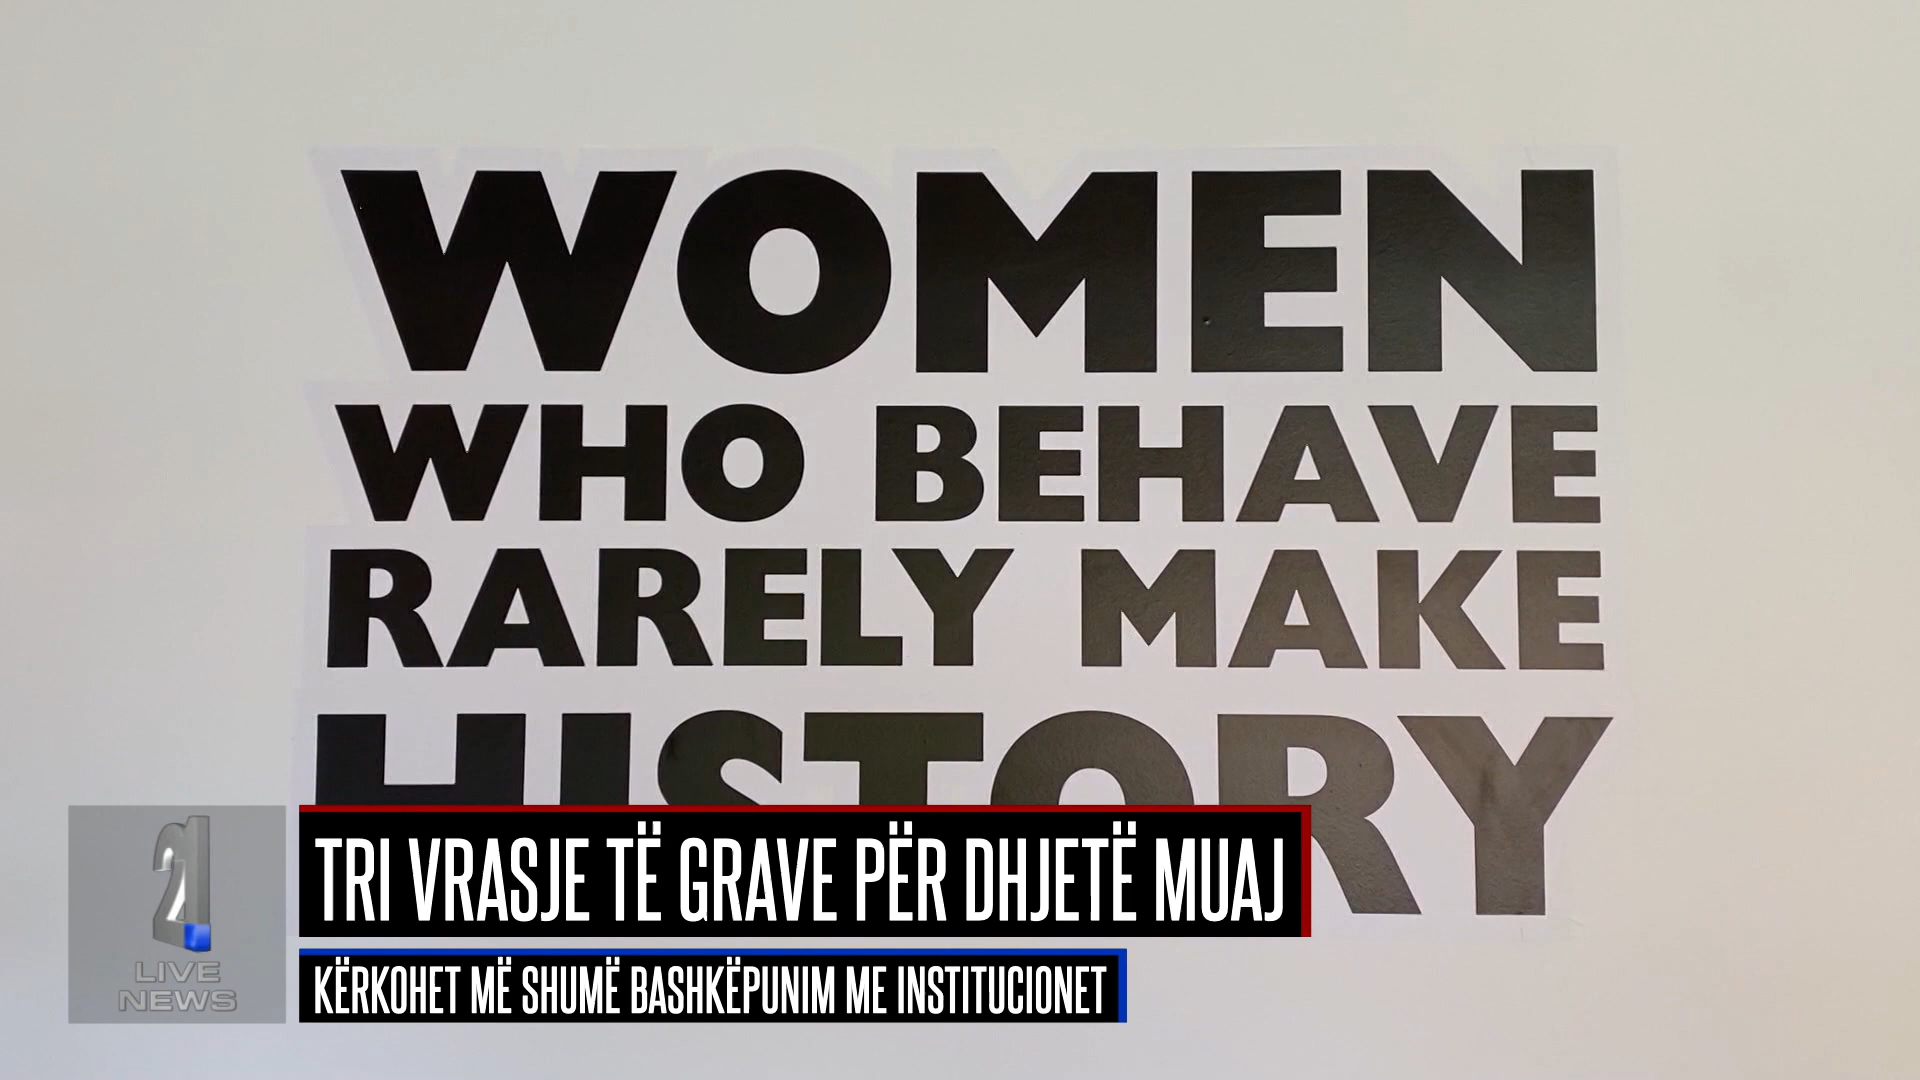 WOMEN
WHO BEHAVE
RARELY MAKE
HISTORY
21
LIVE
NEWS
TRI VRASJE TË GRAVE PËR DHJETË MUAJ
KËRKOHET MË SHUMË BASHKËPUNIM ME INSTITUCIONET